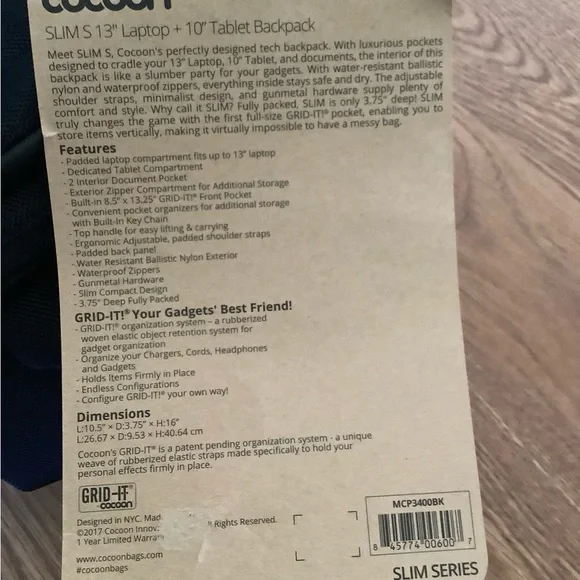 cocoon
SLIM S 13" Laptop + 10" Tablet Backpack
Meet SLIM S, Cocoon's perfectly designed tech backpack. With luxurious pockets
designed to cradle your 13" Laptop, 10" Tablet, and documents, the interior of this
backpack is like a slumber party for your gadgets. With water-resistant ballistic
nylon and waterproof zippers, everything inside stays safe and dry. The adjustable
shoulder straps, minimalist design, and gunmetal hardware supply plenty of
comfort and style. Why call it SLIM? Fully packed, SLIM is only 3.75" deep! SLIM
truly changes the game with the first full-size GRID-IT!® pocket, enabling you to
store items vertically, making it virtually impossible to have a messy bag.
Features
- Padded laptop compartment fits up to 13" laptop
- Dedicated Tablet Compartment
- 2 Interior Document Pocket
- Exterior Zipper Compartment for Additional Storage
- Built-in 8.5" x 13.25" GRID-IT!® Front Pocket
- Convenient pocket organizers for additional storage
with Built-In Key Chain
- Top handle for easy lifting & carrying
- Ergonomic Adjustable, padded shoulder straps
- Padded back panel
- Water Resistant Ballistic Nylon Exterior
- Waterproof Zippers
- Gunmetal Hardware
- Slim Compact Design
- 3.75" Deep Fully Packed
GRID-IT!® Your Gadgets' Best Friend!
- GRID-IT!® organization system – a rubberized
woven elastic object retention system for
gadget organization
- Organize your Chargers, Cords, Headphones
and Gadgets
- Holds Items Firmly in Place
- Endless Configurations
- Configure GRID-IT!® your own way!
Dimensions
L:10.5" × D:3.75" × H:16"
L:26.67 × D:9.53 × H:40.64 cm
Cocoon's GRID-IT® is a patent pending organization system - a unique
weave of rubberized elastic straps made specifically to hold your
personal effects firmly in place.
GRID-IT
BY cocoon
Designed in NYC. Mad
©2017 Cocoon Innov ll Rights Reserved.
1 Year Limited Warran
www.cocoonbags.com
#cocoonbags
MCP3400BK
8 45774 00600 7
SLIM SERIES